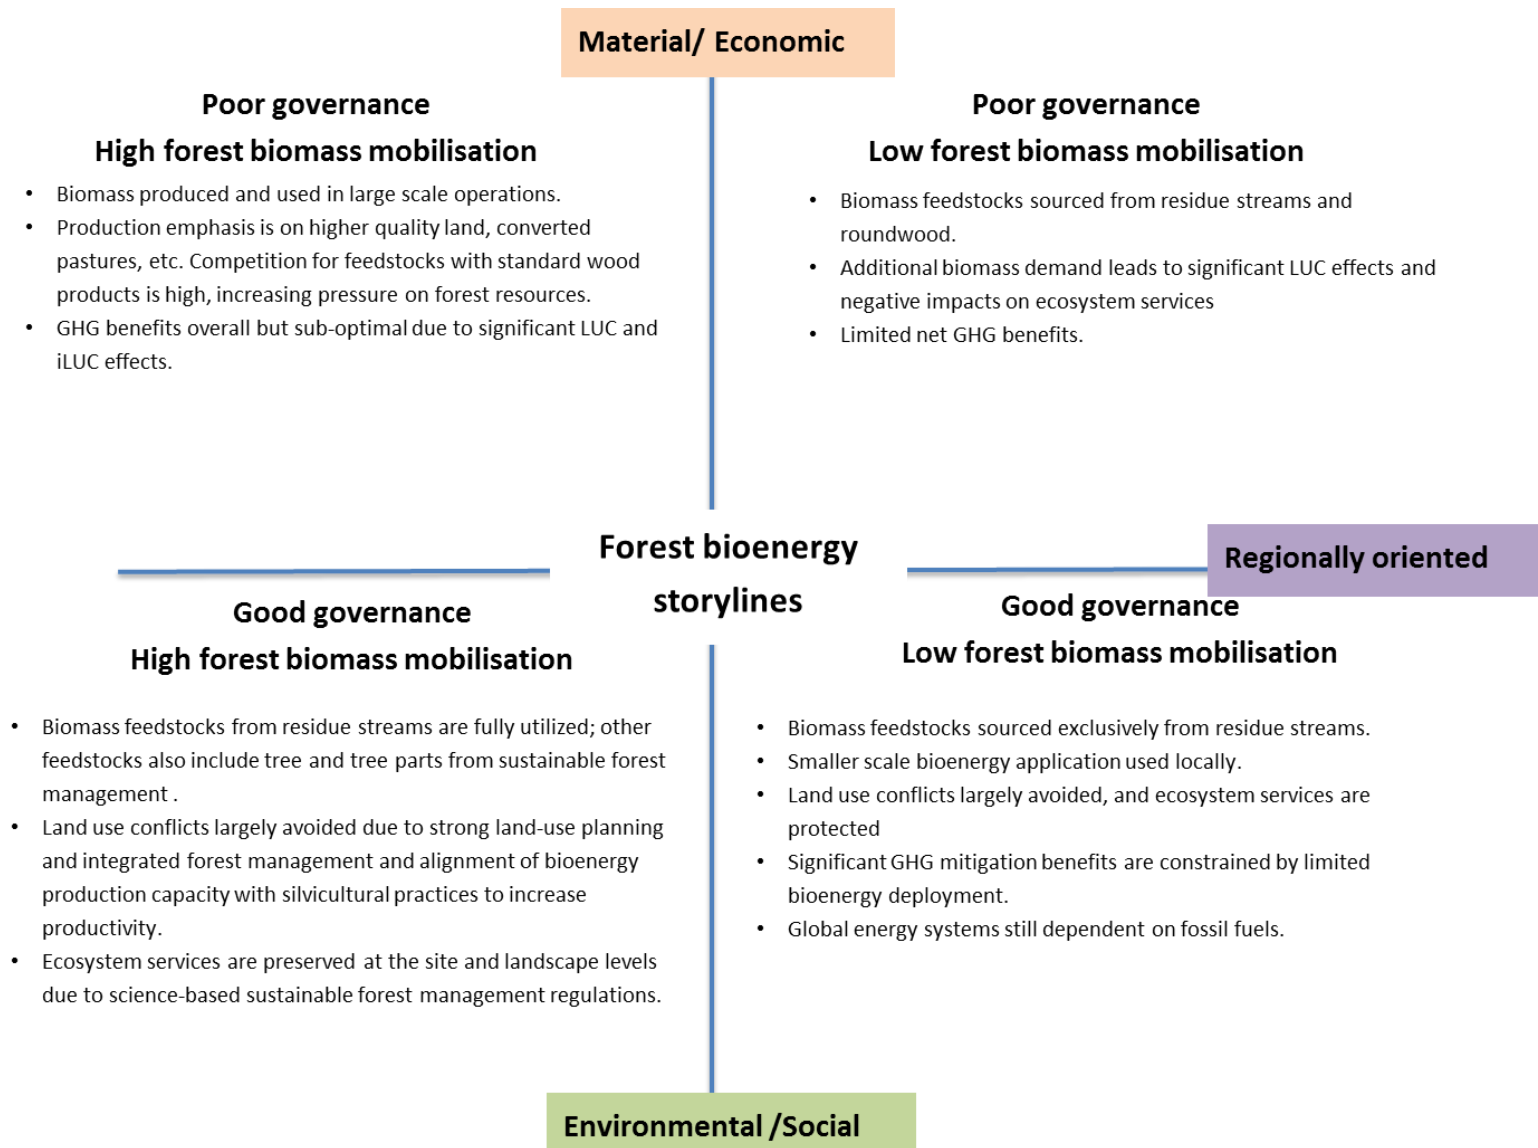 Material/ Economic
Poor governance
High forest biomass mobilisation
• Biomass produced and used in large scale operations.
• Production emphasis is on higher quality land, converted
pastures, etc. Competition for feedstocks with standard wood
products is high, increasing pressure on forest resources.
• GHG benefits overall but sub-optimal due to significant LUC and
iLUC effects.
Poor governance
Low forest biomass mobilisation
• Biomass feedstocks sourced from residue streams and
roundwood.
• Additional biomass demand leads to significant LUC effects and
negative impacts on ecosystem services
• Limited net GHG benefits.
Forest bioenergy
storylines
Regionally oriented
Good governance
High forest biomass mobilisation
• Biomass feedstocks from residue streams are fully utilized; other
feedstocks also include tree and tree parts from sustainable forest
management .
• Land use conflicts largely avoided due to strong land-use planning
and integrated forest management and alignment of bioenergy
production capacity with silvicultural practices to increase
productivity.
• Ecosystem services are preserved at the site and landscape levels
due to science-based sustainable forest management regulations.
Good governance
Low forest biomass mobilisation
• Biomass feedstocks sourced exclusively from residue streams.
• Smaller scale bioenergy application used locally.
• Land use conflicts largely avoided, and ecosystem services are
protected
• Significant GHG mitigation benefits are constrained by limited
bioenergy deployment.
• Global energy systems still dependent on fossil fuels.
Environmental /Social